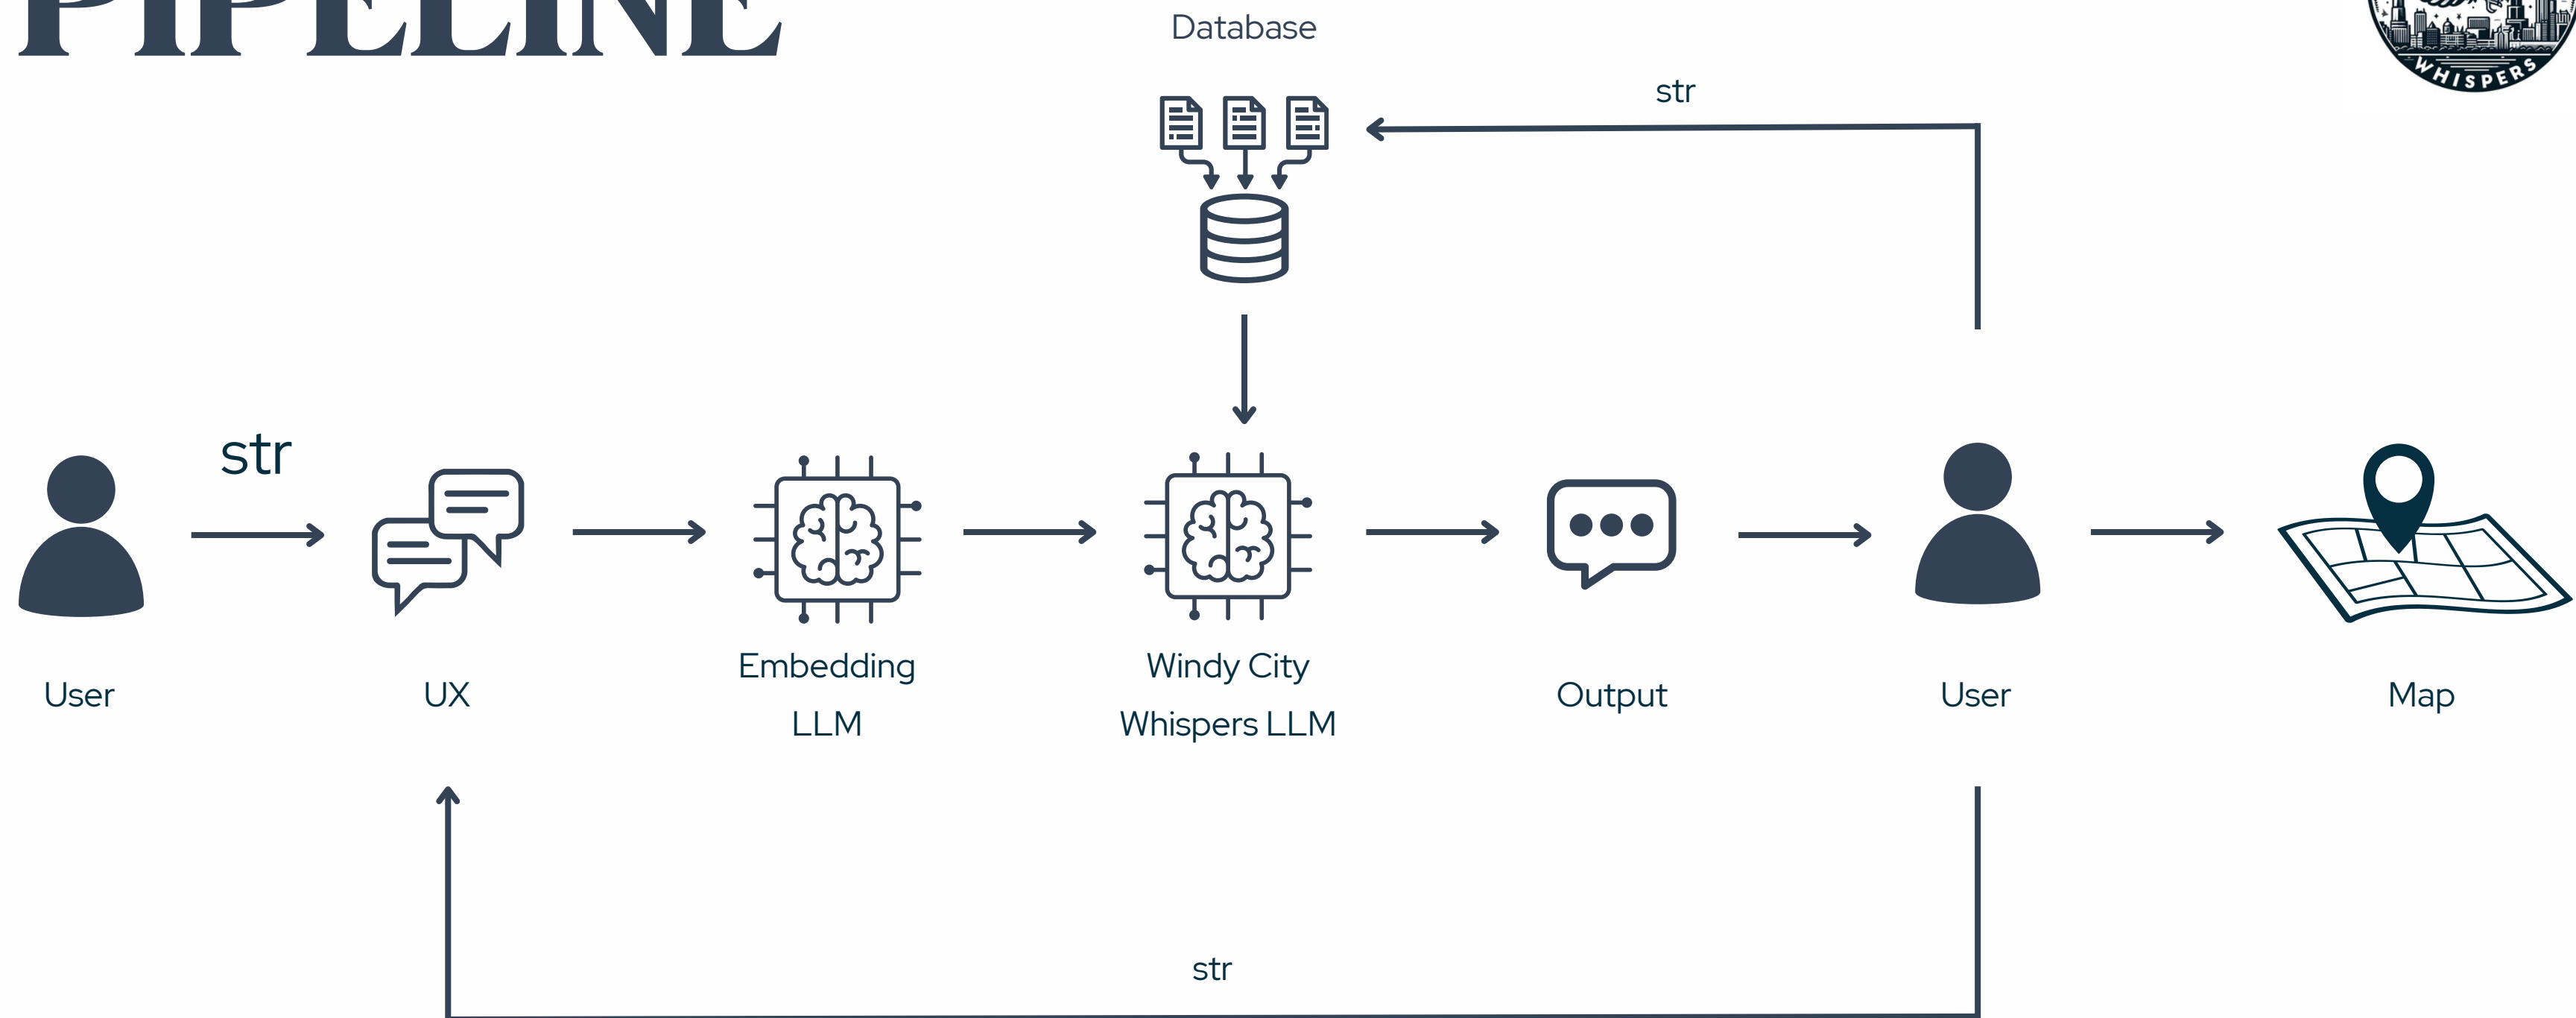 PIPELINE
Database
WHISPERS
str
str
User
UX
Embedding
LLM
Windy City
Whispers LLM
Output
User
Map
str